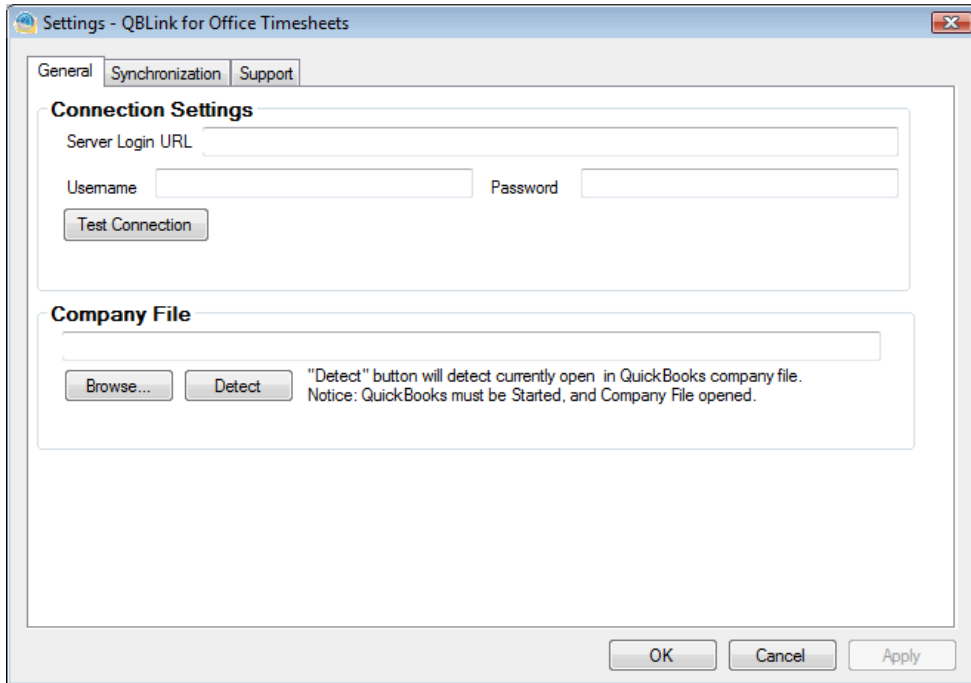 Settings - QBLink for Office Timesheets
General Synchronization Support
Connection Settings
Server Login URL
Username Password
Test Connection
Company File
Browse... Detect "Detect" button will detect currently open in QuickBooks company file.
Notice: QuickBooks must be Started, and Company File opened.
OK Cancel Apply